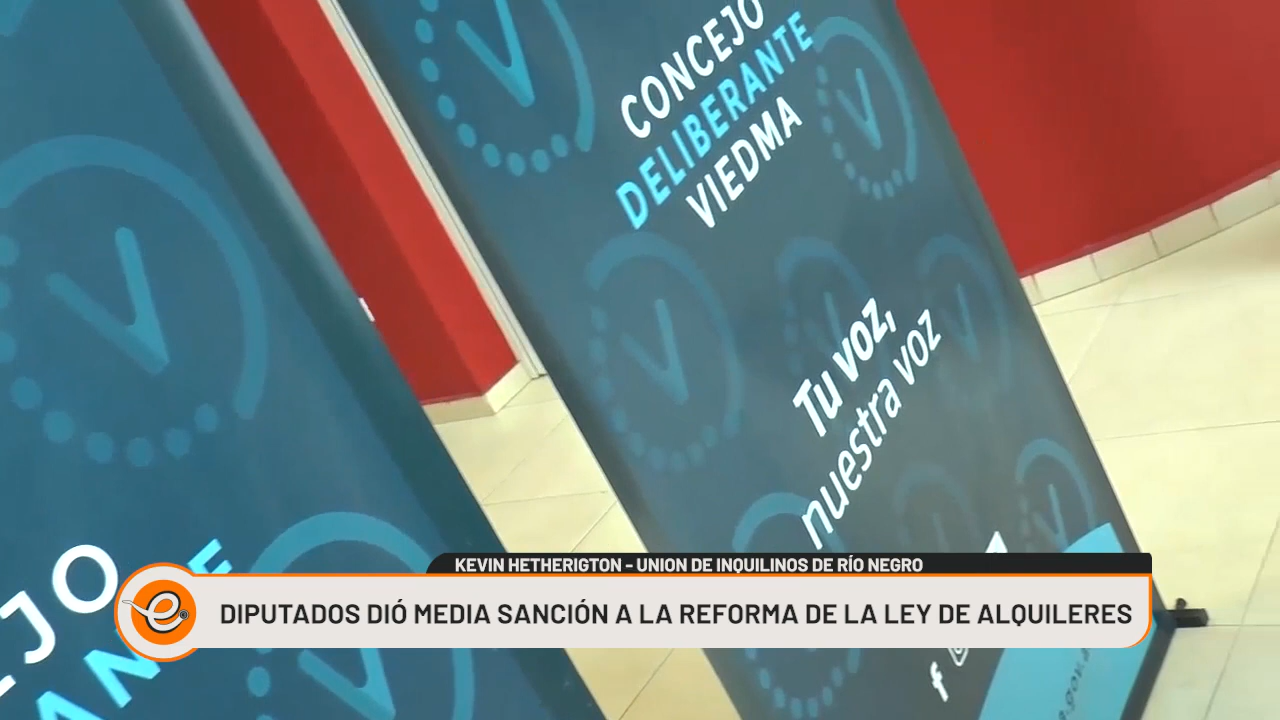 CONCEJO
DELIBERANTE
VIEDMA
Tu voz,
nuestra voz
KEVIN HETHERIGTON - UNION DE INQUILINOS DE RÍO NEGRO
DIPUTADOS DIÓ MEDIA SANCIÓN A LA REFORMA DE LA LEY DE ALQUILERES